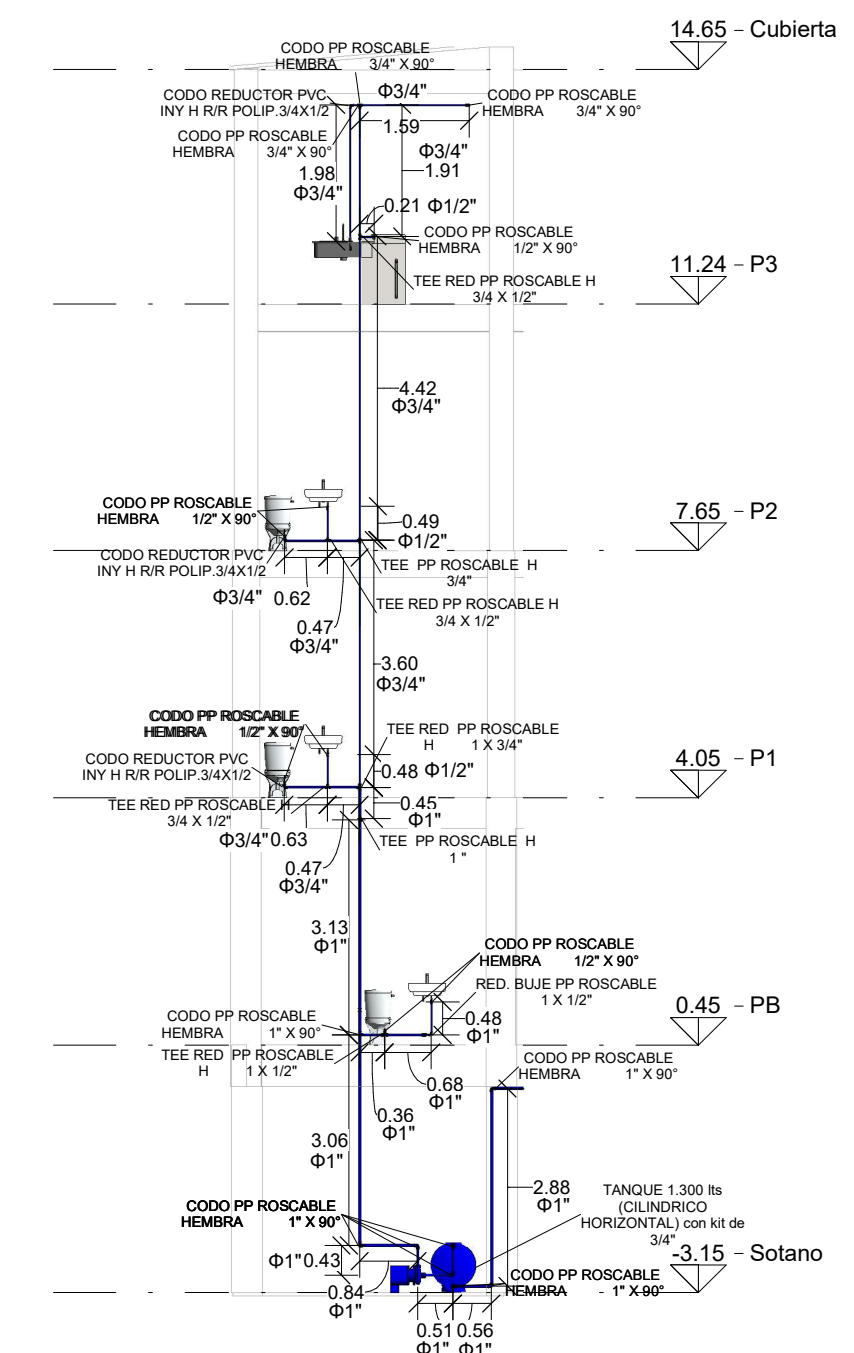 14.65 - Cubierta
CODO PP ROSCABLE
HEMBRA 3/4" X 90°
CODO REDUCTOR PVC
INY H R/R POLIP.3/4X1/2
Φ3/4"
CODO PP ROSCABLE
HEMBRA 3/4" X 90°
1.59
CODO PP ROSCABLE
HEMBRA 3/4" X 90°
Φ3/4"
1.91
1.98
Φ3/4"
0.21 Φ1/2"
CODO PP ROSCABLE
HEMBRA 1/2" X 90°
11.24 - P3
TEE RED PP ROSCABLE H
3/4 X 1/2"
4.42
Φ3/4"
CODO PP ROSCABLE
HEMBRA 1/2" X 90°
7.65 - P2
0.49
Φ1/2"
CODO REDUCTOR PVC
INY H R/R POLIP.3/4X1/2
TEE PP ROSCABLE H
3/4"
Φ3/4" 0.62
TEE RED PP ROSCABLE H
3/4 X 1/2"
0.47
Φ3/4"
3.60
Φ3/4"
CODO PP ROSCABLE
HEMBRA 1/2" X 90°
TEE RED PP ROSCABLE
H 1 X 3/4"
4.05 - P1
CODO REDUCTOR PVC
INY H R/R POLIP.3/4X1/2
0.48 Φ1/2"
TEE RED PP ROSCABLE H
3/4 X 1/2"
0.45
Φ1"
Φ3/4" 0.63
TEE PP ROSCABLE H
1 "
0.47
Φ3/4"
3.13
Φ1"
CODO PP ROSCABLE
HEMBRA 1/2" X 90°
RED. BUJE PP ROSCABLE
1 X 1/2"
0.45 - PB
CODO PP ROSCABLE
HEMBRA 1" X 90°
0.48
Φ1"
TEE RED PP ROSCABLE
H 1 X 1/2"
CODO PP ROSCABLE
HEMBRA 1" X 90°
0.68
Φ1"
0.36
Φ1"
3.06
Φ1"
2.88
Φ1"
TANQUE 1.300 lts
(CILINDRICO
HORIZONTAL) con kit de
3/4"
CODO PP ROSCABLE
HEMBRA 1" X 90°
-3.15 - Sotano
Φ1" 0.43
CODO PP ROSCABLE
HEMBRA 1" X 90°
0.84
Φ1"
0.51 0.56
Φ1" Φ1"